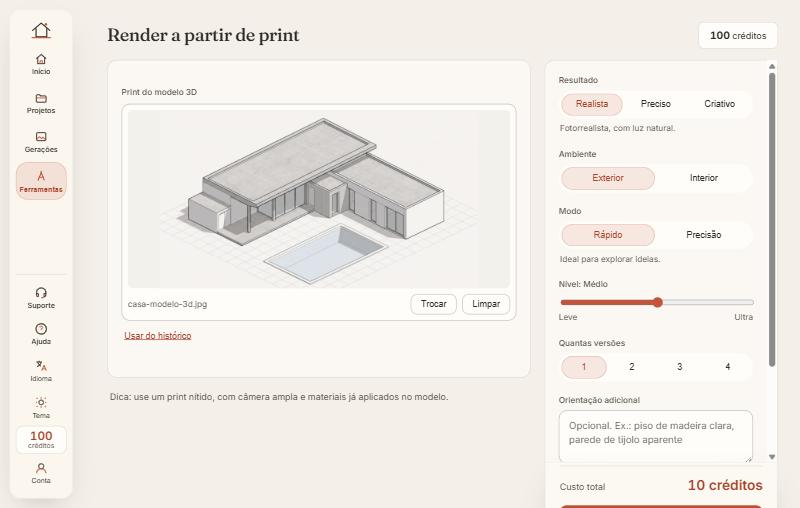 Render a partir de print
100 créditos
Início
Projetos
Gerações
Ferramentas
Suporte
Ajuda
Idioma
Tema
100
créditos
Conta
Print do modelo 3D
casa-modelo-3d.jpg
Trocar
Limpar
Usar do histórico
Dica: use um print nítido, com câmera ampla e materiais já aplicados no modelo.
Resultado
Realista Preciso Criativo
Fotorrealista, com luz natural.
Ambiente
Exterior Interior
Modo
Rápido Precisão
Ideal para explorar ideias.
Nível: Médio
Leve Ultra
Quantas versões
1 2 3 4
Orientação adicional
Opcional. Ex.: piso de madeira clara,
parede de tijolo aparente
Custo total 10 créditos